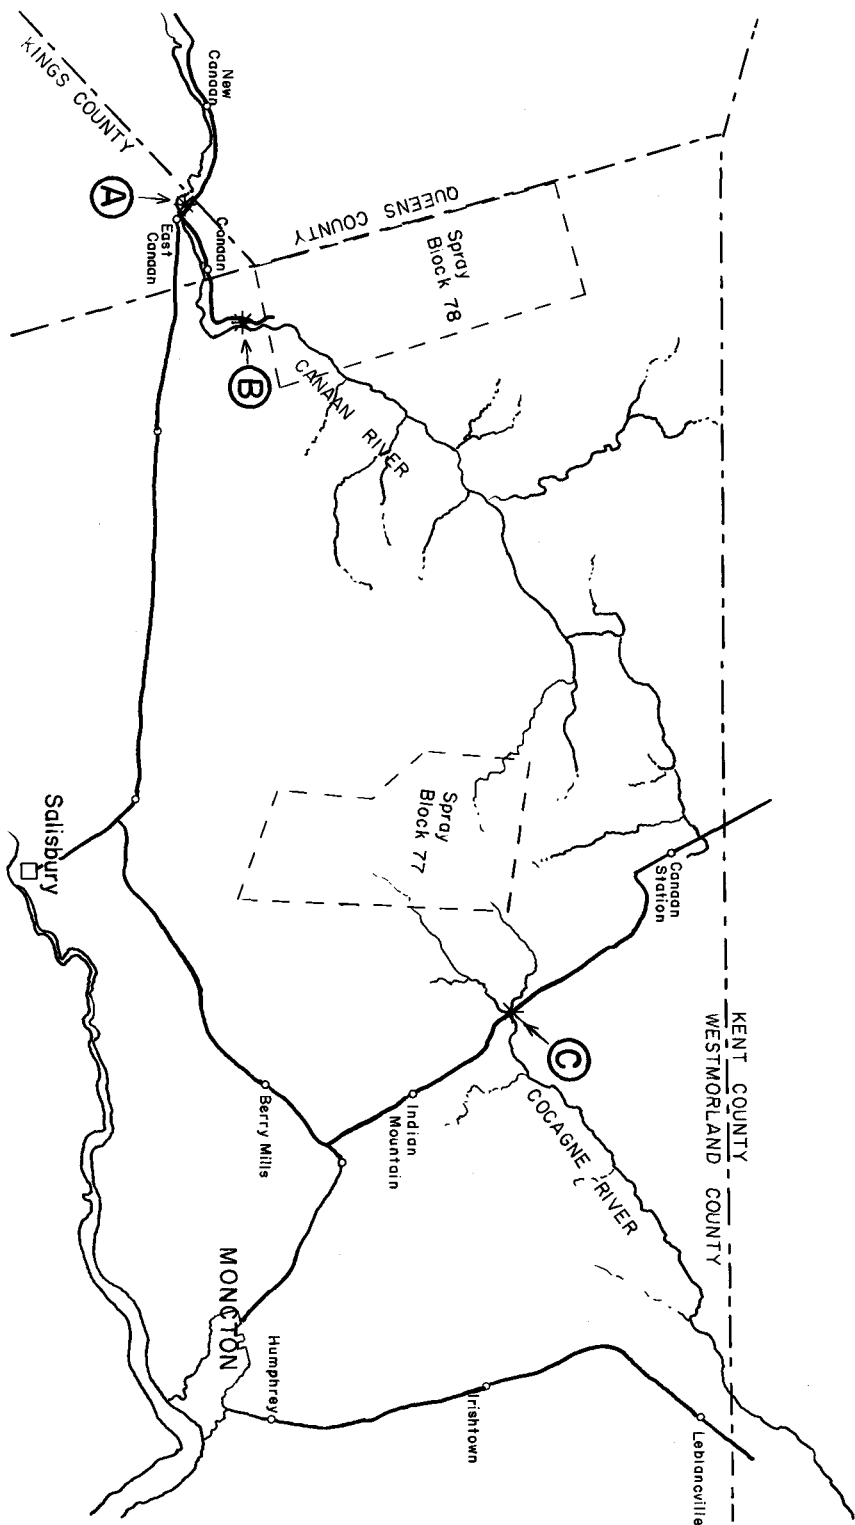 KENT COUNTY
WESTMORLAND COUNTY
QUEENS COUNTY
KINGS COUNTY
New
Canaan
Canaan
East
Canaan
A
B
C
Spray
Block 78
CANAAN RIVER
Spray
Block 77
Canaan
Station
COCAGNE RIVER
Indian
Mountain
Berry Mills
Salisbury
MONCTON
Humphrey
Irishtown
Leblancville